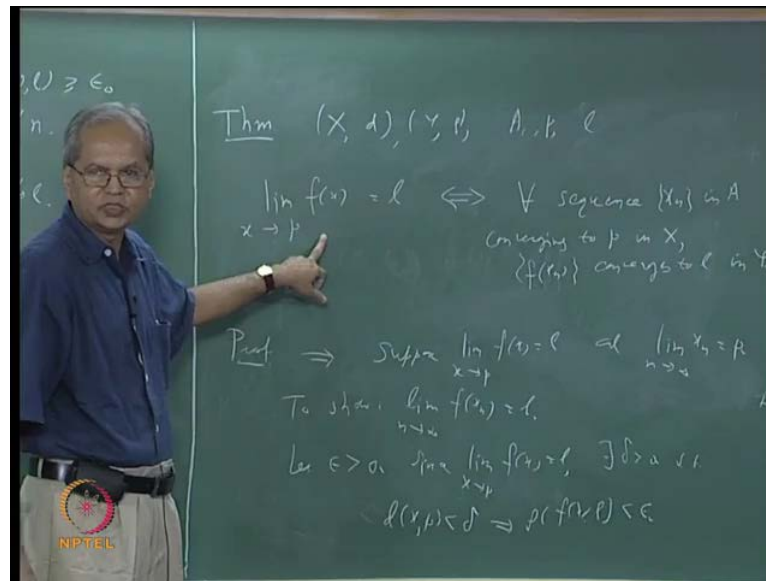 ,l) ≥ ε₀
n.
l.
Thm (X, d), (Y, ρ), A, p, l
lim f(x) = l ⇔ ∀ sequence {xₙ} in A
x → p
converging to p in X,
{f(xₙ)} converges to l in Y
Proof ⇒ Suppose lim f(x) = l and lim xₙ = p
x→p n→∞
To show: lim f(xₙ) = l.
n→∞
Let ε > 0. Since lim f(x) = l, ∃ δ > 0 s.t.
x→p
d(x,p) < δ ⇒ ρ(f(x), l) < ε.
NPTEL